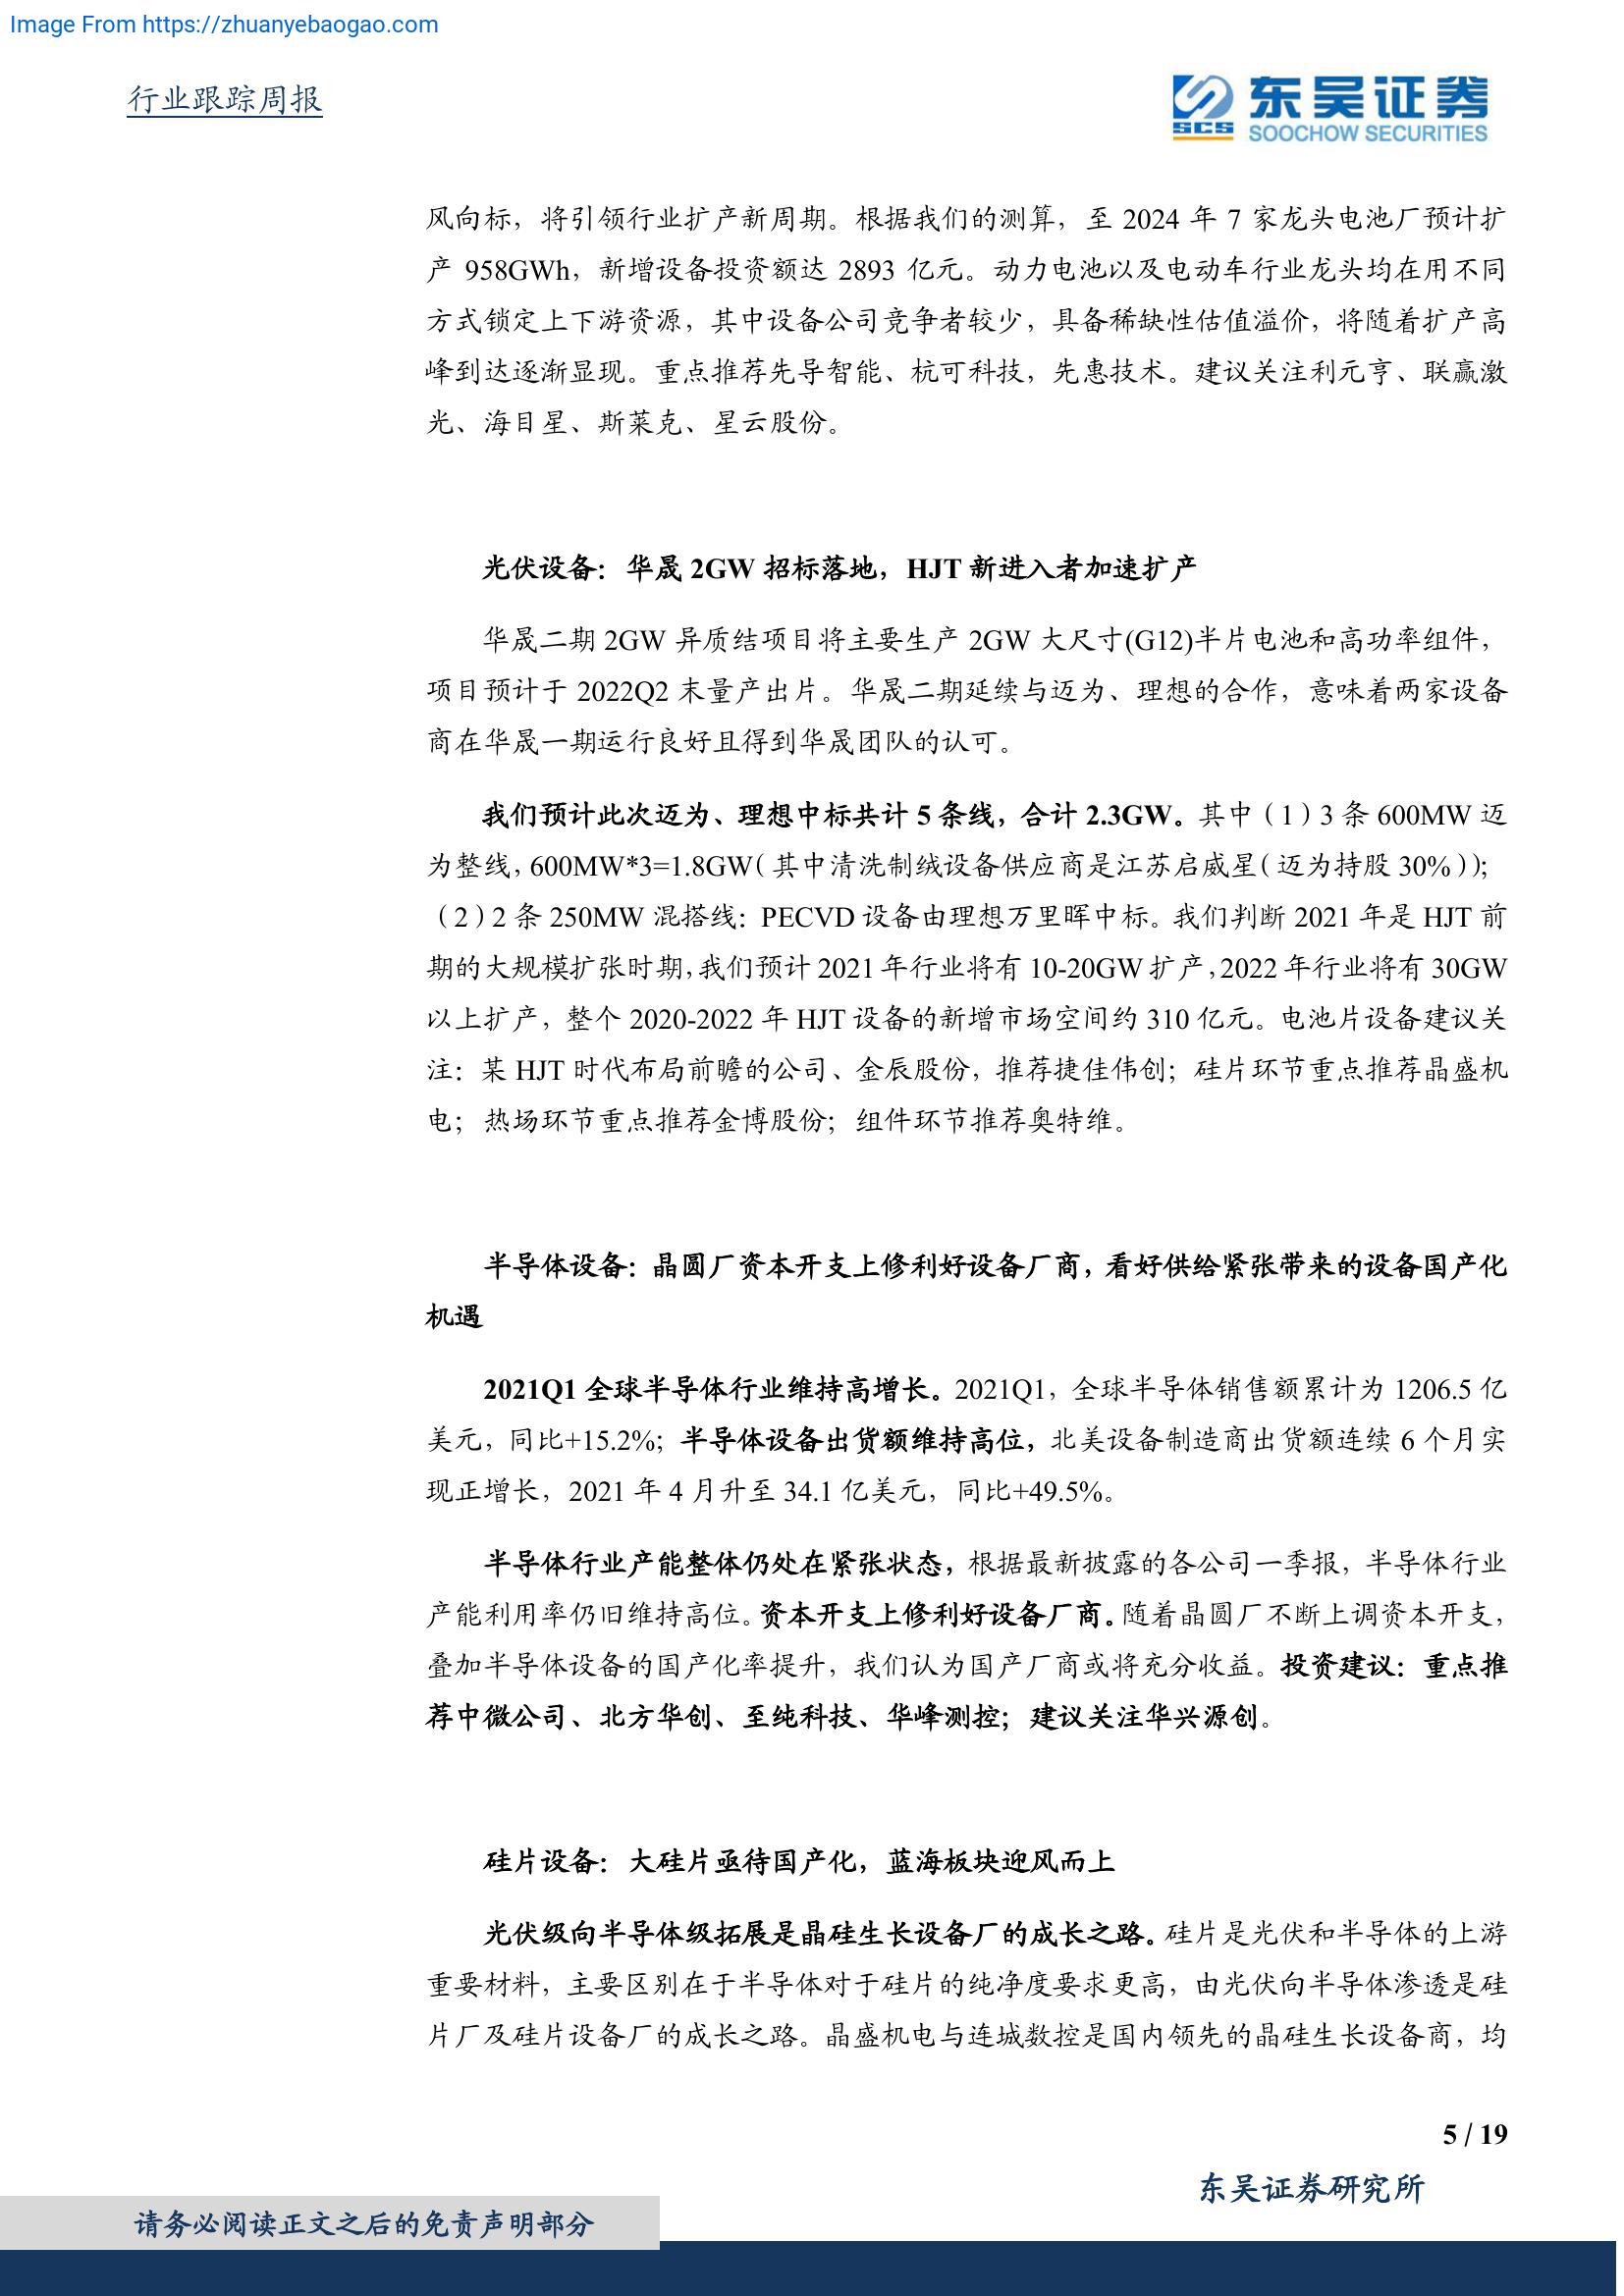 Image From https://zhuanyebaogao.com
行业跟踪周报
东吴证券
SCS
SOOCHOW SECURITIES
风向标，将引领行业扩产新周期。根据我们的测算，至 2024 年 7 家龙头电池厂预计扩
产 958GWh，新增设备投资额达 2893 亿元。动力电池以及电动车行业龙头均在用不同
方式锁定上下游资源，其中设备公司竞争者较少，具备稀缺性估值溢价，将随着扩产高
峰到达逐渐显现。重点推荐先导智能、杭可科技，先惠技术。建议关注利元亨、联赢激
光、海目星、斯莱克、星云股份。
光伏设备：华晟 2GW 招标落地，HJT 新进入者加速扩产
华晟二期 2GW 异质结项目将主要生产 2GW 大尺寸(G12)半片电池和高功率组件，
项目预计于 2022Q2 末量产出片。华晟二期延续与迈为、理想的合作，意味着两家设备
商在华晟一期运行良好且得到华晟团队的认可。
我们预计此次迈为、理想中标共计 5 条线，合计 2.3GW。其中（1）3 条 600MW 迈
为整线，600MW*3=1.8GW（其中清洗制绒设备供应商是江苏启威星（迈为持股 30%））；
（2）2 条 250MW 混搭线：PECVD 设备由理想万里晖中标。我们判断 2021 年是 HJT 前
期的大规模扩张时期，我们预计 2021 年行业将有 10-20GW 扩产，2022 年行业将有 30GW
以上扩产，整个 2020-2022 年 HJT 设备的新增市场空间约 310 亿元。电池片设备建议关
注：某 HJT 时代布局前瞻的公司、金辰股份，推荐捷佳伟创；硅片环节重点推荐晶盛机
电；热场环节重点推荐金博股份；组件环节推荐奥特维。
半导体设备：晶圆厂资本开支上修利好设备厂商，看好供给紧张带来的设备国产化
机遇
2021Q1 全球半导体行业维持高增长。2021Q1，全球半导体销售额累计为 1206.5 亿
美元，同比+15.2%；半导体设备出货额维持高位，北美设备制造商出货额连续 6 个月实
现正增长，2021 年 4 月升至 34.1 亿美元，同比+49.5%。
半导体行业产能整体仍处在紧张状态，根据最新披露的各公司一季报，半导体行业
产能利用率仍旧维持高位。资本开支上修利好设备厂商。随着晶圆厂不断上调资本开支，
叠加半导体设备的国产化率提升，我们认为国产厂商或将充分收益。投资建议：重点推
荐中微公司、北方华创、至纯科技、华峰测控；建议关注华兴源创。
硅片设备：大硅片亟待国产化，蓝海板块迎风而上
光伏级向半导体级拓展是晶硅生长设备厂的成长之路。硅片是光伏和半导体的上游
重要材料，主要区别在于半导体对于硅片的纯净度要求更高，由光伏向半导体渗透是硅
片厂及硅片设备厂的成长之路。晶盛机电与连城数控是国内领先的晶硅生长设备商，均
5 / 19
东吴证券研究所
请务必阅读正文之后的免责声明部分